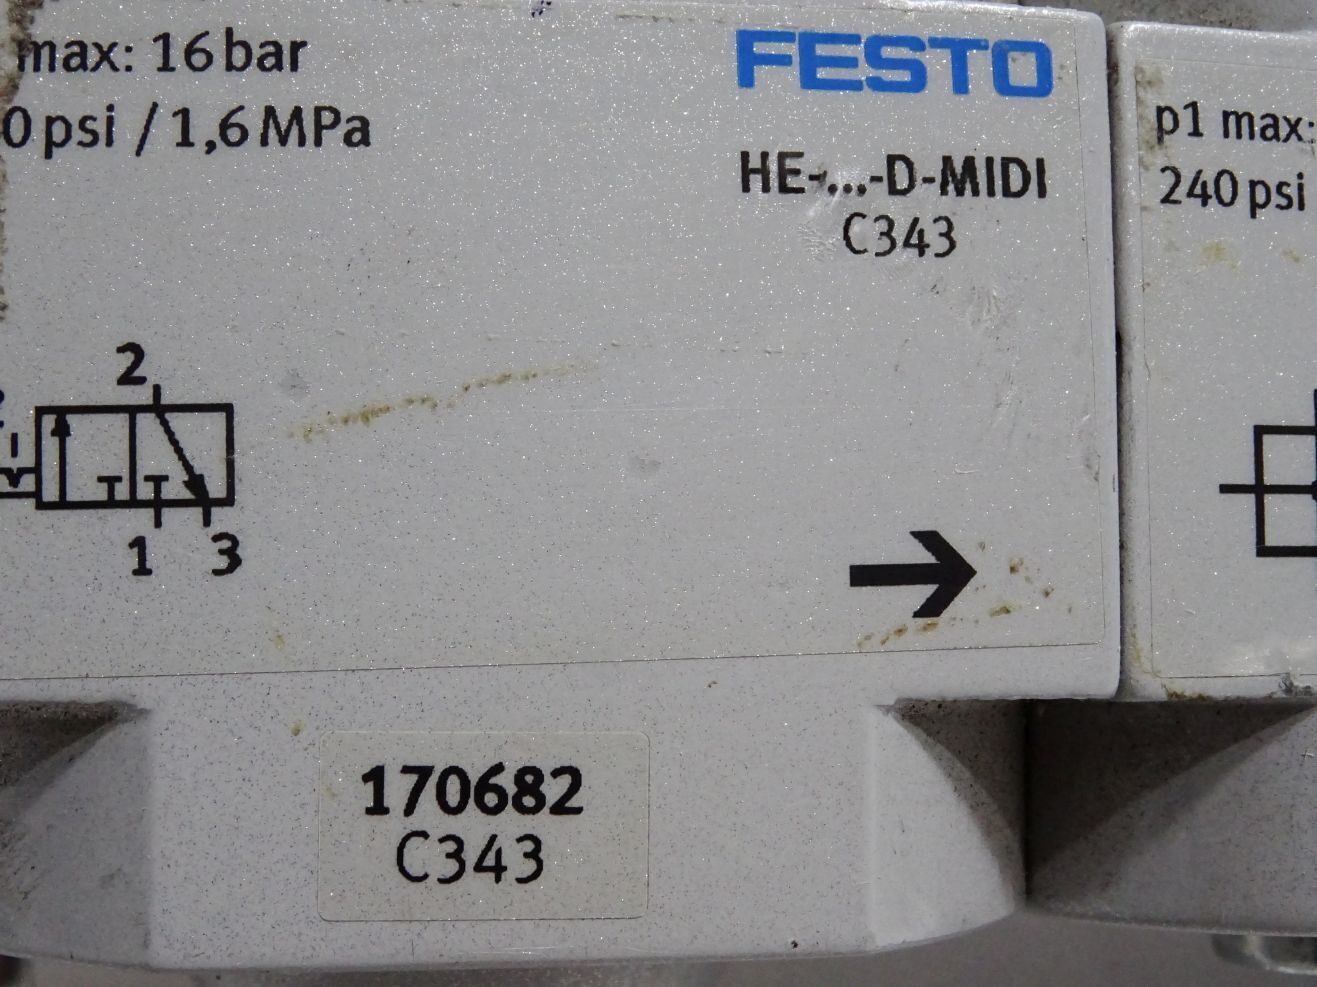 max: 16 bar
0 psi / 1,6 MPa
FESTO
HE-...-D-MIDI
C343
2
1 3
170682
C343
p1 max:
240 psi